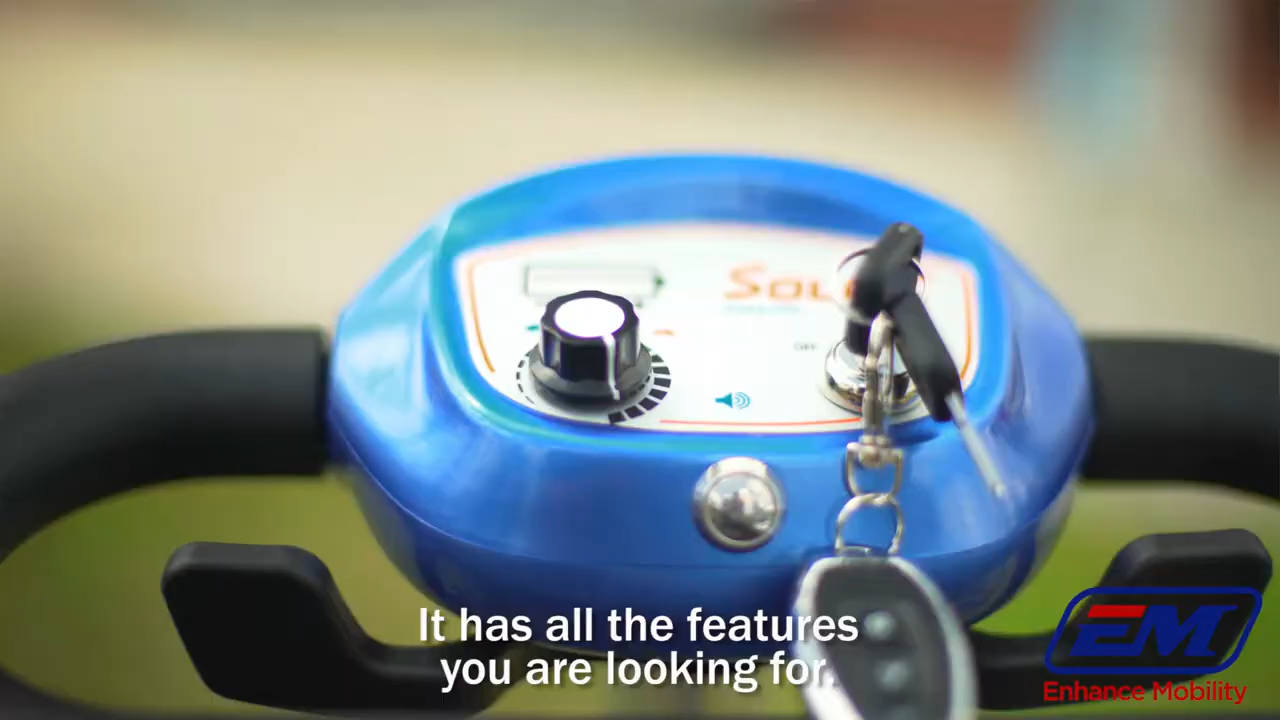 OFF
It has all the features
you are looking for.
EM
Enhance Mobility